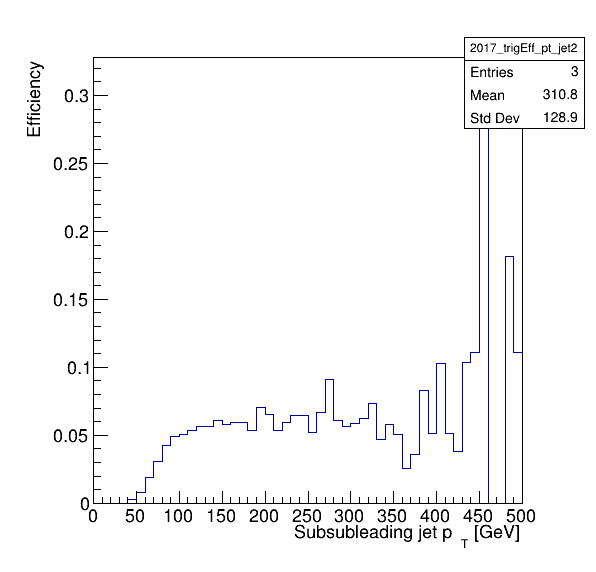 2017_trigEff_pt_jet2
Entries 3
Mean 310.8
Std Dev 128.9
Efficiency
0.3
0.25
0.2
0.15
0.1
0.05
0
0 50 100 150 200 250 300 350 400 450 500
Subsubleading jet p T [GeV]